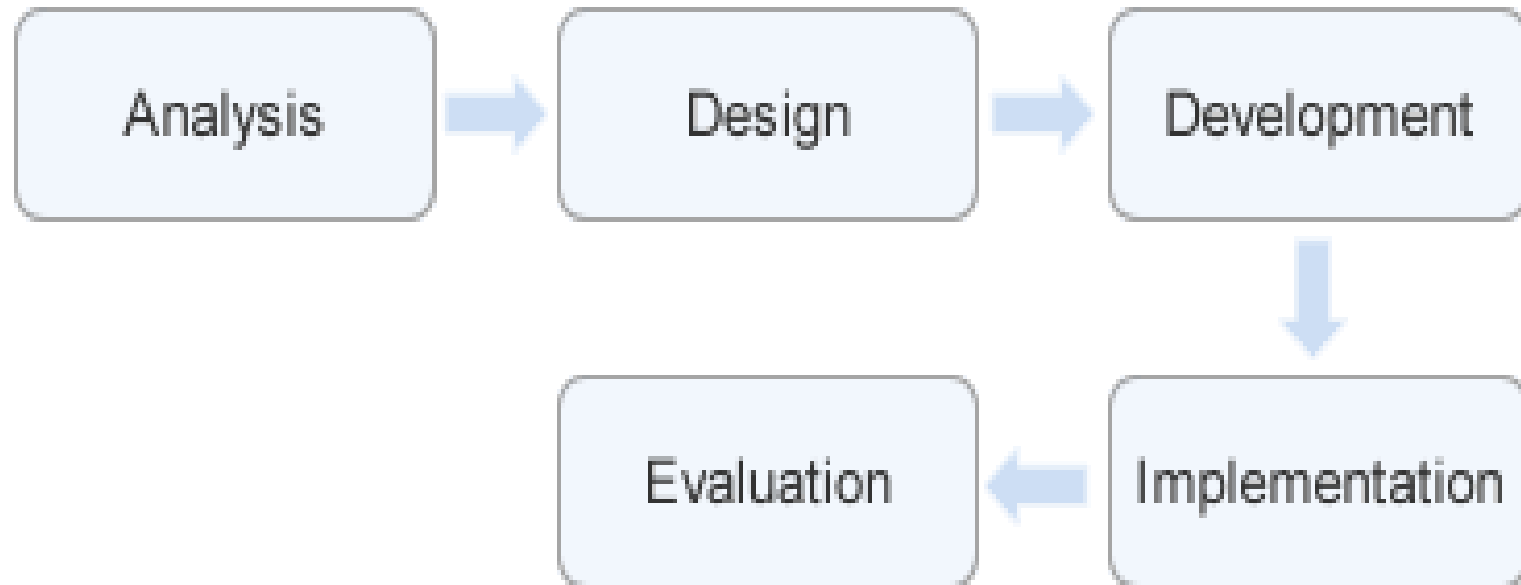 Analysis
Design
Development
Implementation
Evaluation